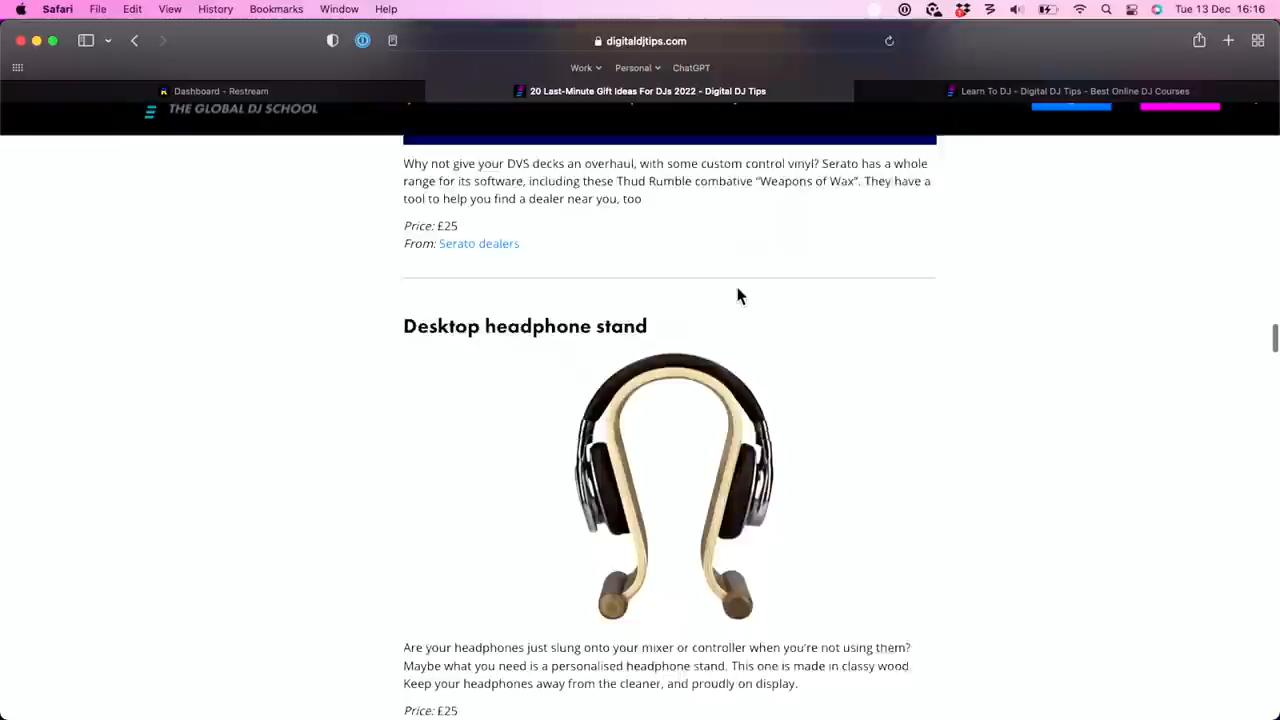 Safari File Edit View History Bookmarks Window Help Tue 13 Dec 16:16
digitaldjtips.com
Work Personal ChatGPT
Dashboard - Restream 20 Last-Minute Gift Ideas For DJs 2022 - Digital DJ Tips Learn To DJ - Digital DJ Tips - Best Online DJ Courses
THE GLOBAL DJ SCHOOL
Why not give your DVS decks an overhaul, with some custom control vinyl? Serato has a whole
range for its software, including these Thud Rumble combative “Weapons of Wax”. They have a
tool to help you find a dealer near you, too
Price: £25
From: Serato dealers
Desktop headphone stand
Are your headphones just slung onto your mixer or controller when you’re not using them?
Maybe what you need is a personalised headphone stand. This one is made in classy wood.
Keep your headphones away from the cleaner, and proudly on display.
Price: £25